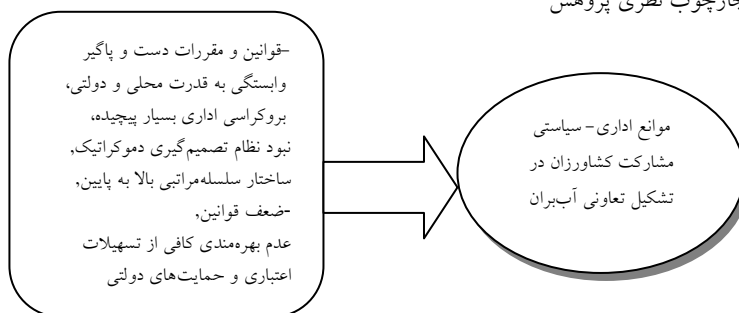 چارچوب نظری پژوهش
-قوانین و مقررات دست و پاگیر
وابستگی به قدرت محلی و دولتی،
بروکراسی اداری بسیار پیچیده،
نبود نظام تصمیم‌گیری دموکراتیک,
ساختار سلسله‌مراتبی بالا به پایین,
-ضعف قوانین,
عدم بهره‌مندی کافی از تسهیلات
اعتباری و حمایت‌های دولتی
موانع اداری- سیاستی
مشارکت کشاورزان در
تشکیل تعاونی آب‌بران